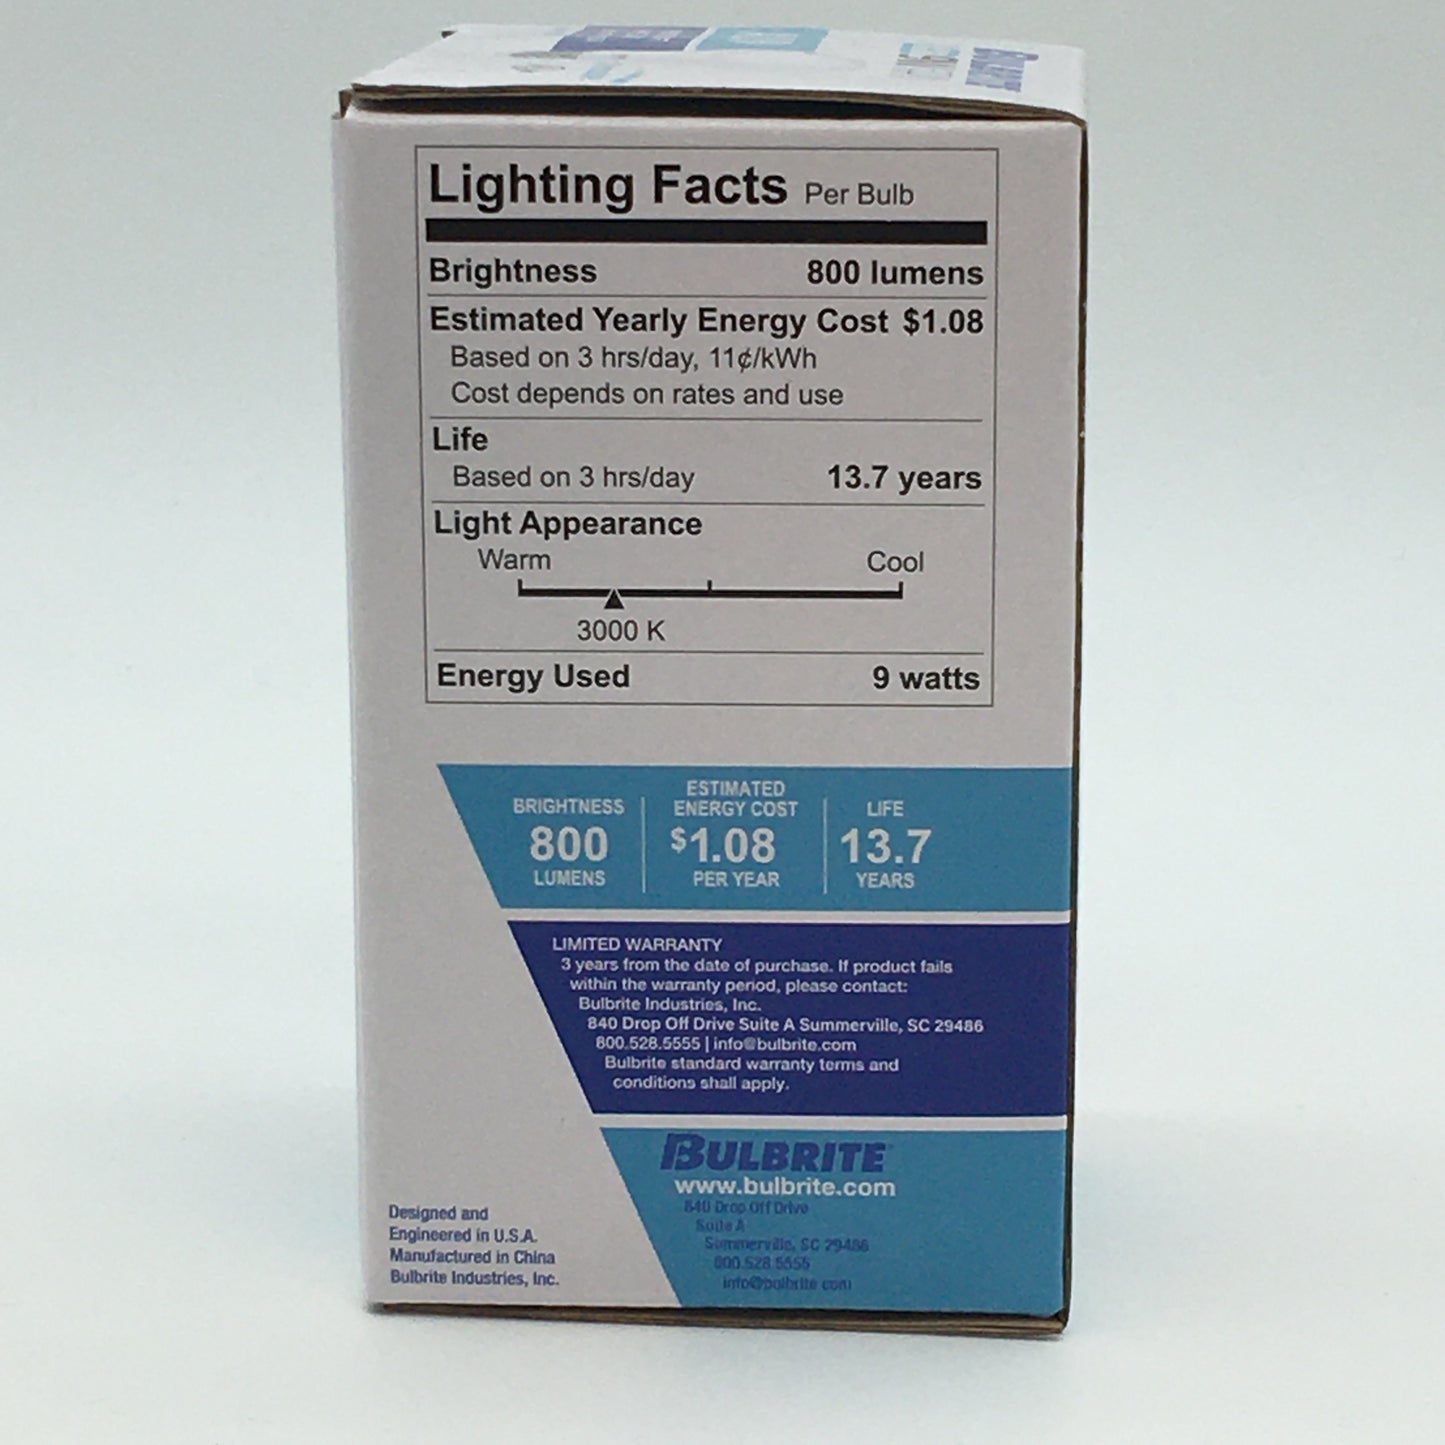 Lighting Facts Per Bulb
Brightness 800 lumens
Estimated Yearly Energy Cost $1.08
Based on 3 hrs/day, 11¢/kWh
Cost depends on rates and use
Life
Based on 3 hrs/day 13.7 years
Light Appearance
Warm Cool
3000 K
Energy Used 9 watts
BRIGHTNESS
800
LUMENS
ESTIMATED
ENERGY COST
$1.08
PER YEAR
LIFE
13.7
YEARS
LIMITED WARRANTY
3 years from the date of purchase. If product fails
within the warranty period, please contact:
Bulbrite Industries, Inc.
840 Drop Off Drive Suite A Summerville, SC 29486
800.528.5555 | info@bulbrite.com
Bulbrite standard warranty terms and
conditions shall apply.
BULBRITE
www.bulbrite.com
840 Drop Off Drive
Suite A
Summerville, SC 29486
800.528.5555
info@bulbrite.com
Designed and
Engineered in U.S.A.
Manufactured in China
Bulbrite Industries, Inc.